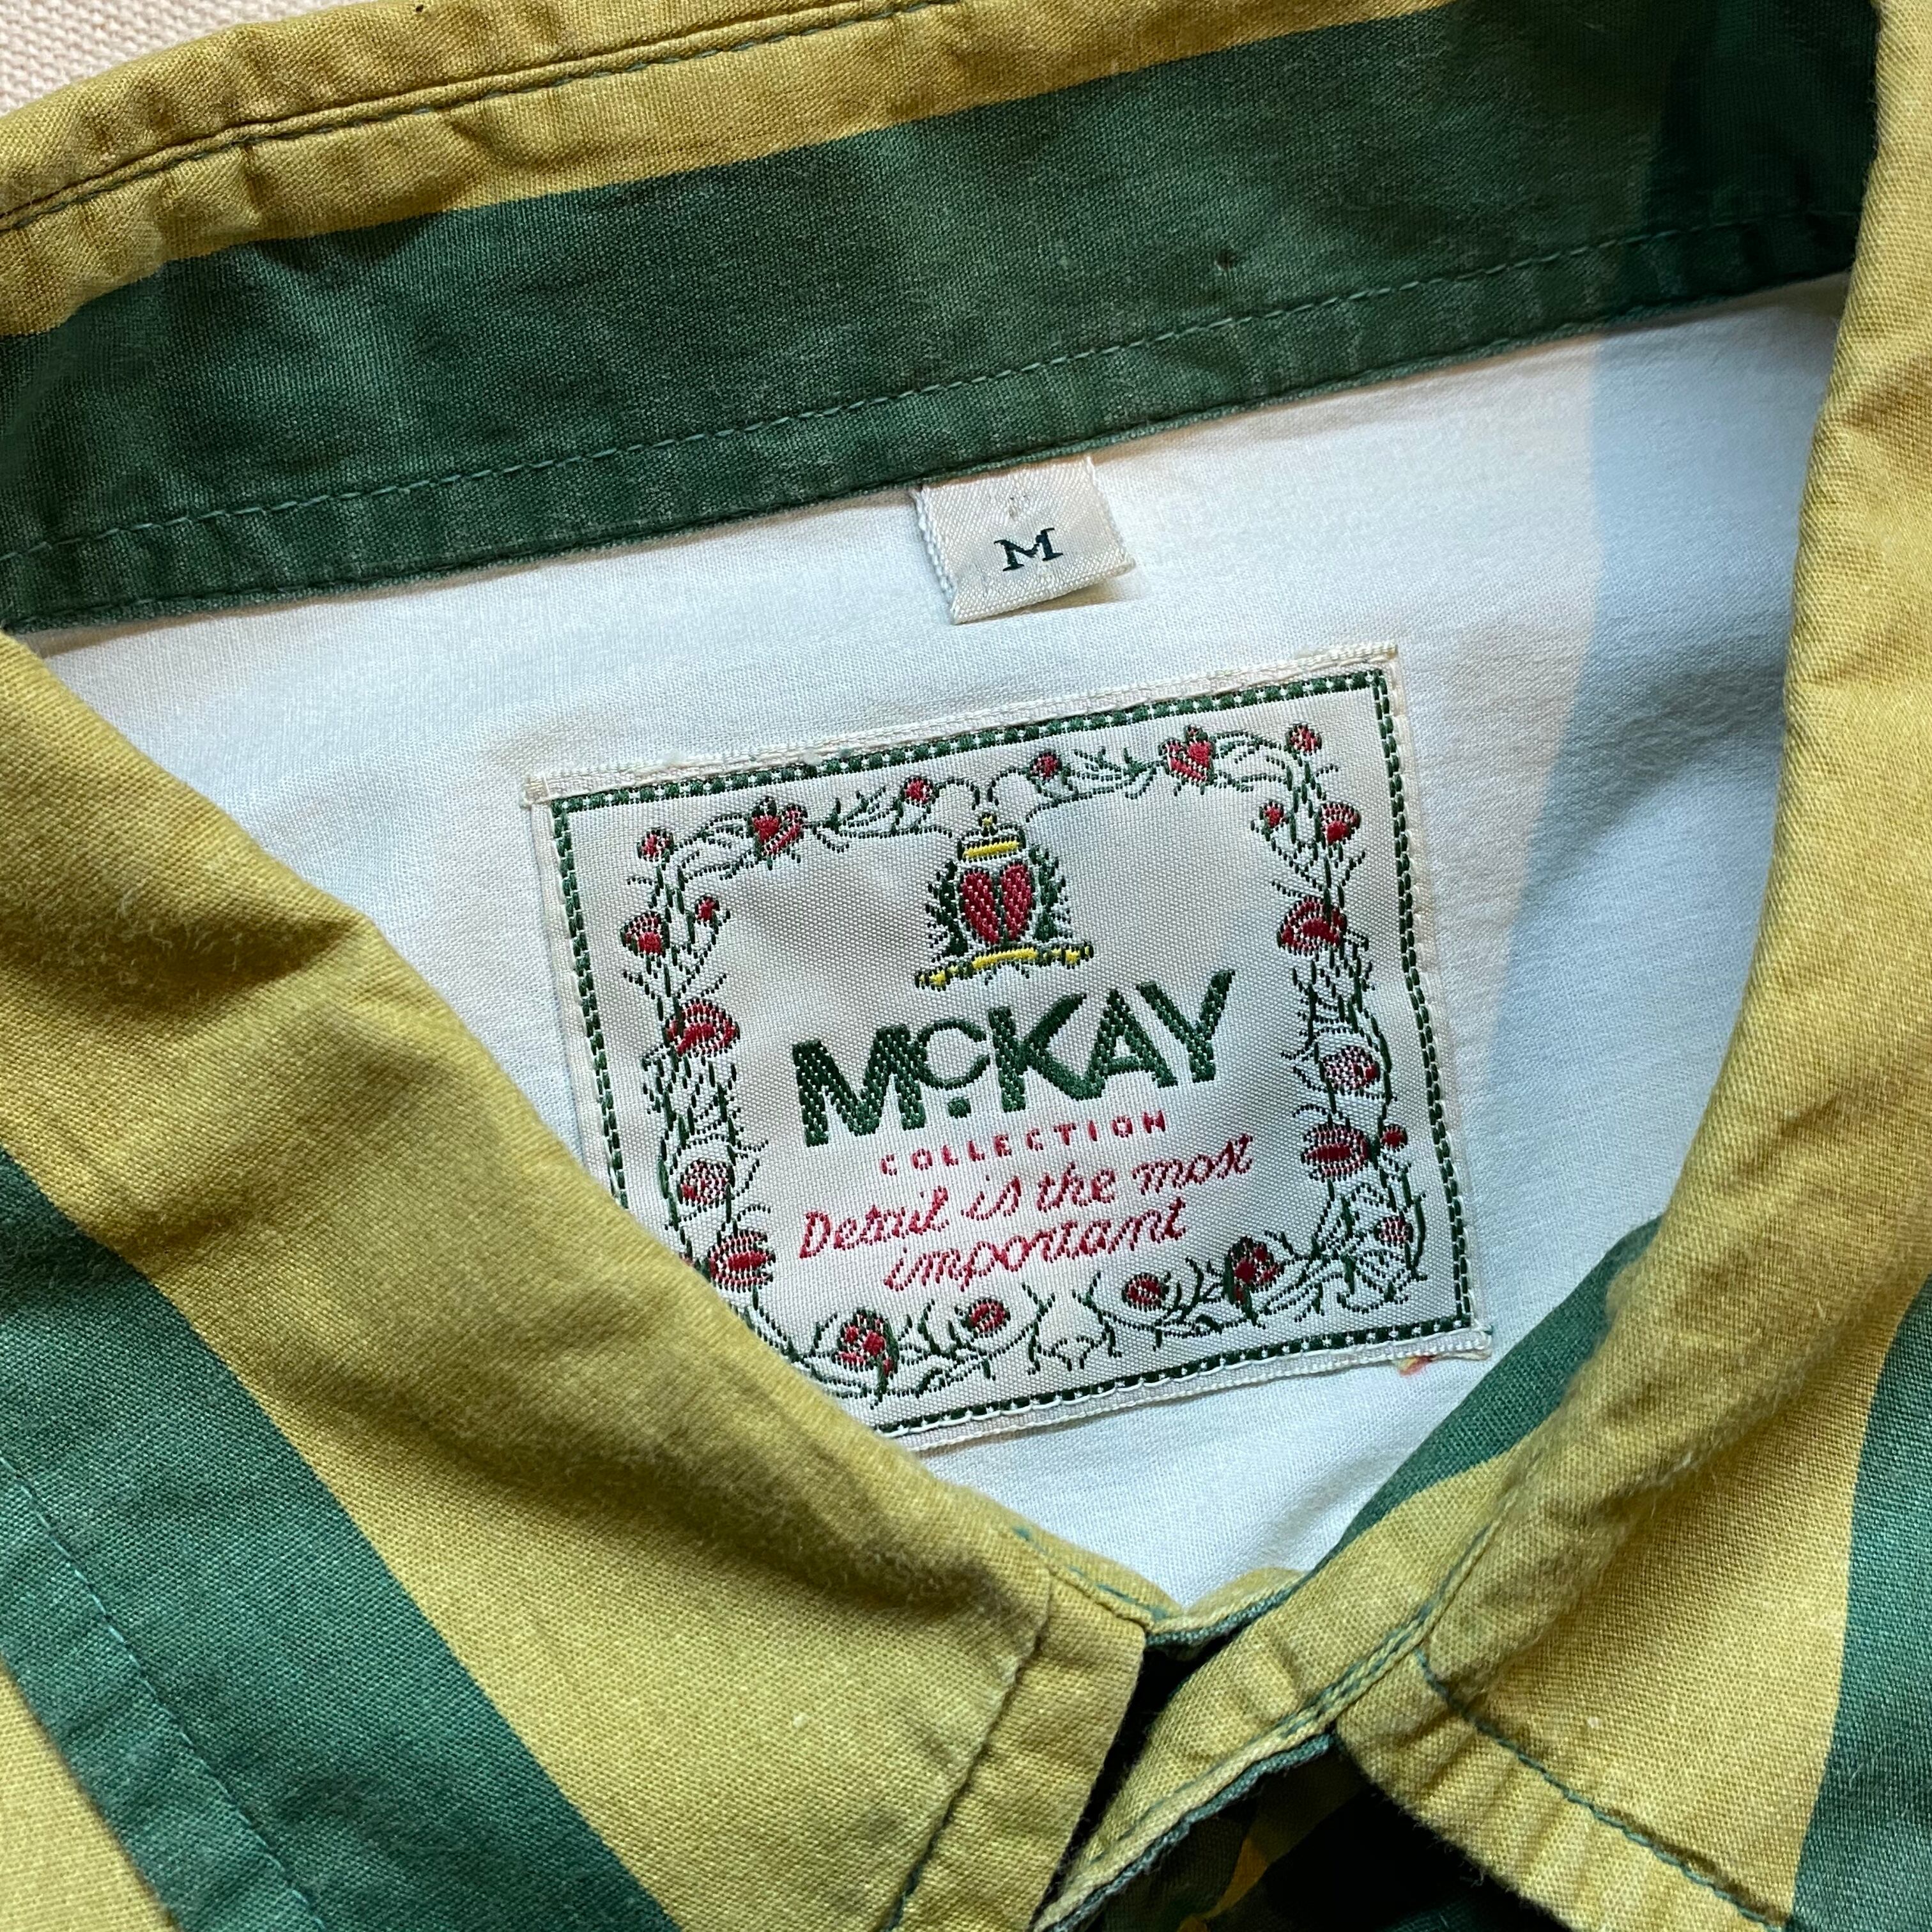 M
McKAY
COLLECTION
Detail is the most
important